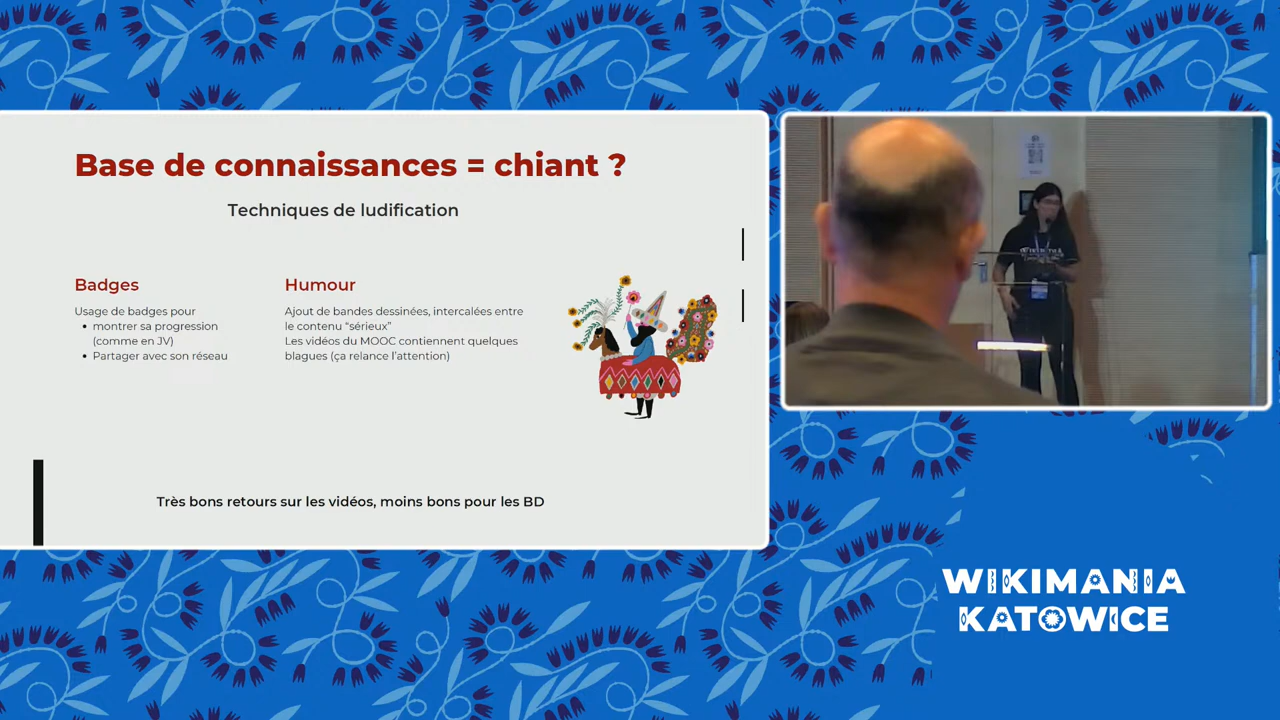 Base de connaissances = chiant ?
Techniques de ludification
Badges
Usage de badges pour
• montrer sa progression
(comme en JV)
• Partager avec son réseau
Humour
Ajout de bandes dessinées, intercalées entre
le contenu “sérieux”
Les vidéos du MOOC contiennent quelques
blagues (ça relance l’attention)
Très bons retours sur les vidéos, moins bons pour les BD
WIKIMANIA
KATOWICE